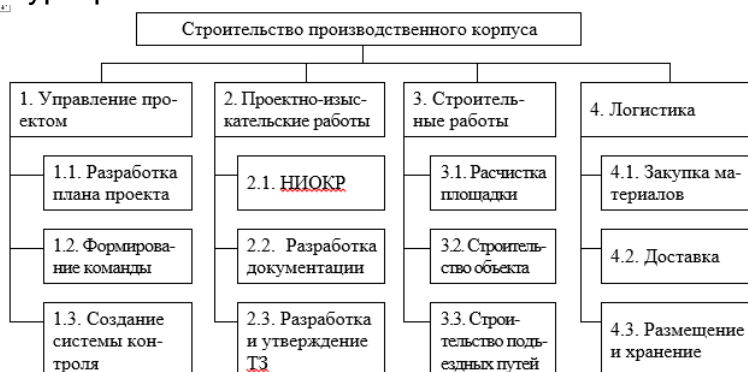 Строительство производственного корпуса
1. Управление про-
ектом
2. Проектно-изыс-
кательские работы
3. Строитель-
ные работы
4. Логистика
1.1. Разработка
плана проекта
2.1. НИОКР
3.1. Расчистка
площадки
4.1. Закупка ма-
териалов
1.2. Формирова-
ние команды
2.2. Разработка
документации
3.2. Строитель-
ство объекта
4.2. Доставка
1.3. Создание
системы кон-
троля
2.3. Разработка
и утверждение
ТЗ
3.3. Строи-
тельство подъ-
ездных путей
4.3. Размещение
и хранение